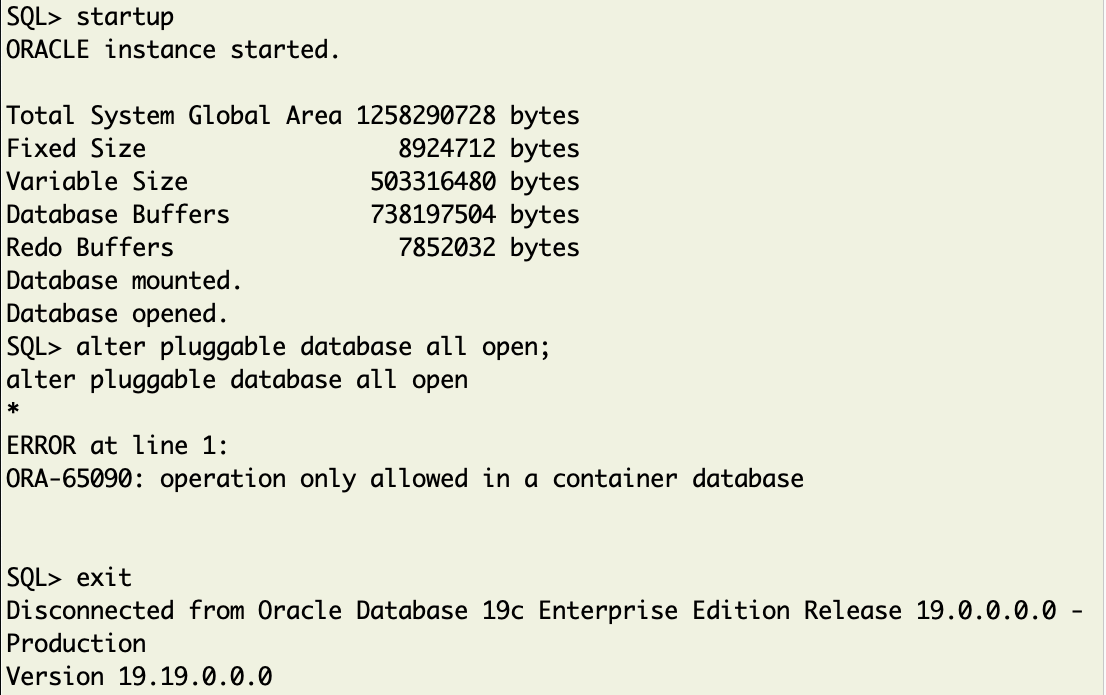 SQL> startup
ORACLE instance started.
Total System Global Area 1258290728 bytes
Fixed Size 8924712 bytes
Variable Size 503316480 bytes
Database Buffers 738197504 bytes
Redo Buffers 7852032 bytes
Database mounted.
Database opened.
SQL> alter pluggable database all open;
alter pluggable database all open
*
ERROR at line 1:
ORA-65090: operation only allowed in a container database
SQL> exit
Disconnected from Oracle Database 19c Enterprise Edition Release 19.0.0.0.0 -
Production
Version 19.19.0.0.0